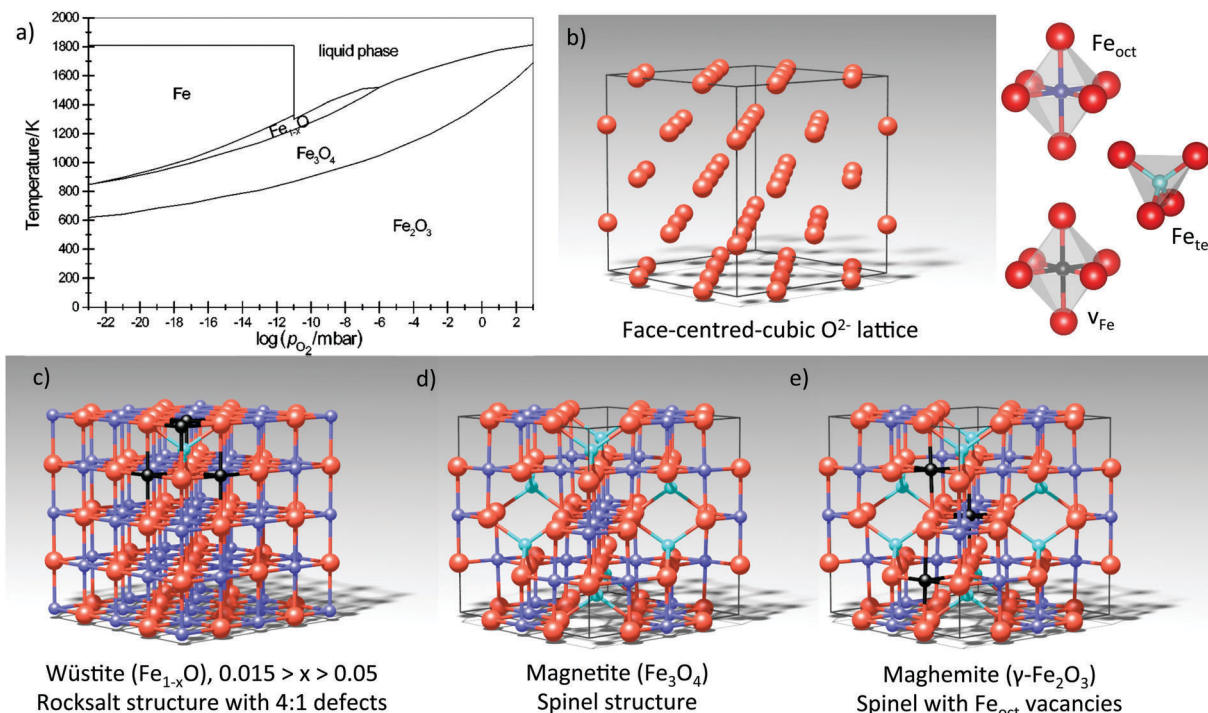 a)
2000
1800
1600
1400
1200
1000
800
600
400
200
0
Temperature/K
liquid phase
Fe
Fe1-xO
Fe3O4
Fe2O3
-22 -20 -18 -16 -14 -12 -10 -8 -6 -4 -2 0 2
log(pO2/mbar)
b)
Face-centred-cubic O2- lattice
Feoct
Fetet
vFe
c)
Wüstite (Fe1-xO), 0.015 > x > 0.05
Rocksalt structure with 4:1 defects
d)
Magnetite (Fe3O4)
Spinel structure
e)
Maghemite (γ-Fe2O3)
Spinel with Feoct vacancies